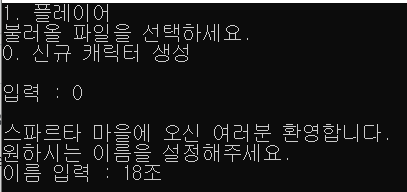 1. 플레이어
불러올 파일을 선택하세요.
0. 신규 캐릭터 생성
입력 : 0
스파르타 마을에 오신 여러분 환영합니다.
원하시는 이름을 설정해주세요.
이름 입력 : 18조